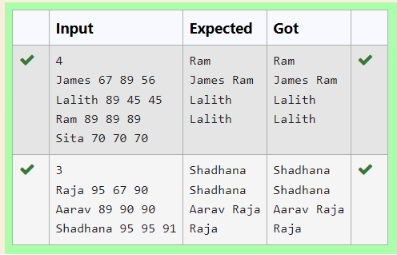 Input Expected Got
4 Ram Ram
James 67 89 56 James Ram James Ram
Lalith 89 45 45 Lalith Lalith
Ram 89 89 89 Lalith Lalith
Sita 70 70 70
3 Shadhana Shadhana
Raja 95 67 90 Shadhana Shadhana
Aarav 89 90 90 Aarav Raja Aarav Raja
Shadhana 95 95 91 Raja Raja